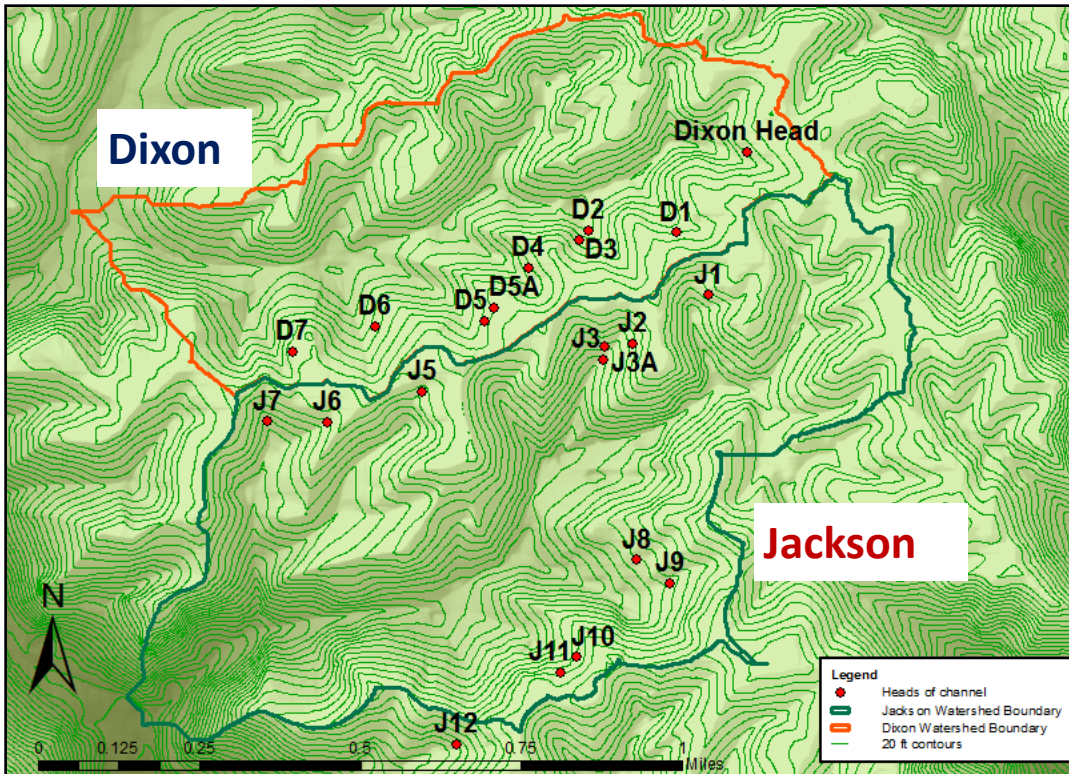 Dixon
Dixon Head
D2
D1
D3
D4
D5A
D5
D6
D7
J1
J2
J3
J3A
J5
J7
J6
Jackson
J8
J9
N
J10
J11
J12
0
0.125
0.25
0.5
0.75
1
Miles
Legend
Heads of channel
Jackson Watershed Boundary
Dixon Watershed Boundary
20 ft contours